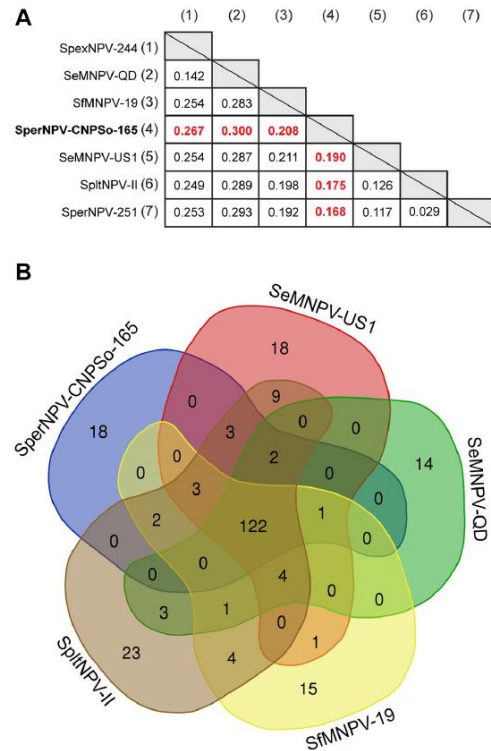 A
(1) (2) (3) (4) (5) (6) (7)
SpexNPV-244 (1)
SeMNPV-QD (2) 0.142
SfMNPV-19 (3) 0.254 0.283
SperNPV-CNPSo-165 (4) 0.267 0.300 0.208
SeMNPV-US1 (5) 0.254 0.287 0.211 0.190
SpltNPV-II (6) 0.249 0.289 0.198 0.175 0.126
SperNPV-251 (7) 0.253 0.293 0.192 0.168 0.117 0.029
B
SeMNPV-US1
SperNPV-CNPSo-165
SeMNPV-QD
SpltNPV-II
SfMNPV-19
18
9
0 0 0
18 3 14
0 2 0
0 0
3 1
2 122 0
0 0
0 4
3 1 0 0
0
23 4 1
15